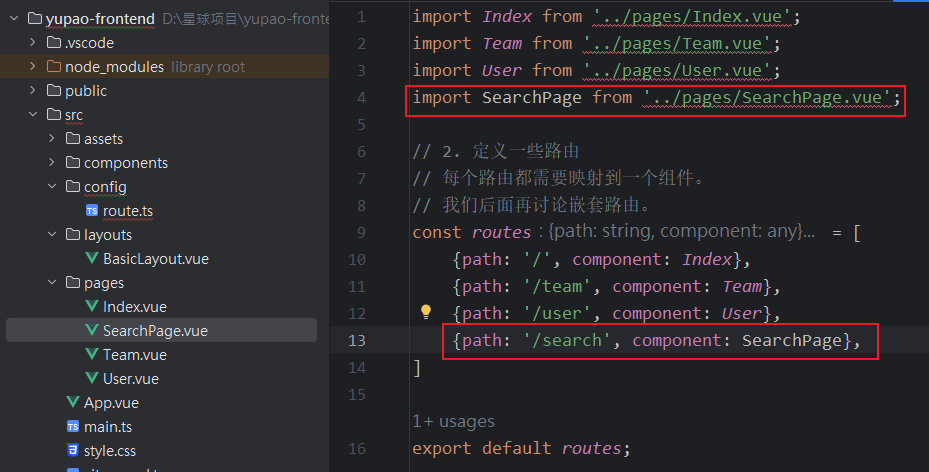 yupao-frontend D:\星球项目\yupao-fronte
.vscode
node_modules library root
public
src
assets
components
config
route.ts
layouts
BasicLayout.vue
pages
Index.vue
SearchPage.vue
Team.vue
User.vue
App.vue
main.ts
style.css
1 import Index from '../pages/Index.vue';
2 import Team from '../pages/Team.vue';
3 import User from '../pages/User.vue';
4 import SearchPage from '../pages/SearchPage.vue';
5
6 // 2. 定义一些路由
7 // 每个路由都需要映射到一个组件。
8 // 我们后面再讨论嵌套路由。
9 const routes : {path: string, component: any}... = [
10 {path: '/', component: Index},
11 {path: '/team', component: Team},
12 {path: '/user', component: User},
13 {path: '/search', component: SearchPage},
14 ]
15
1+ usages
16 export default routes;